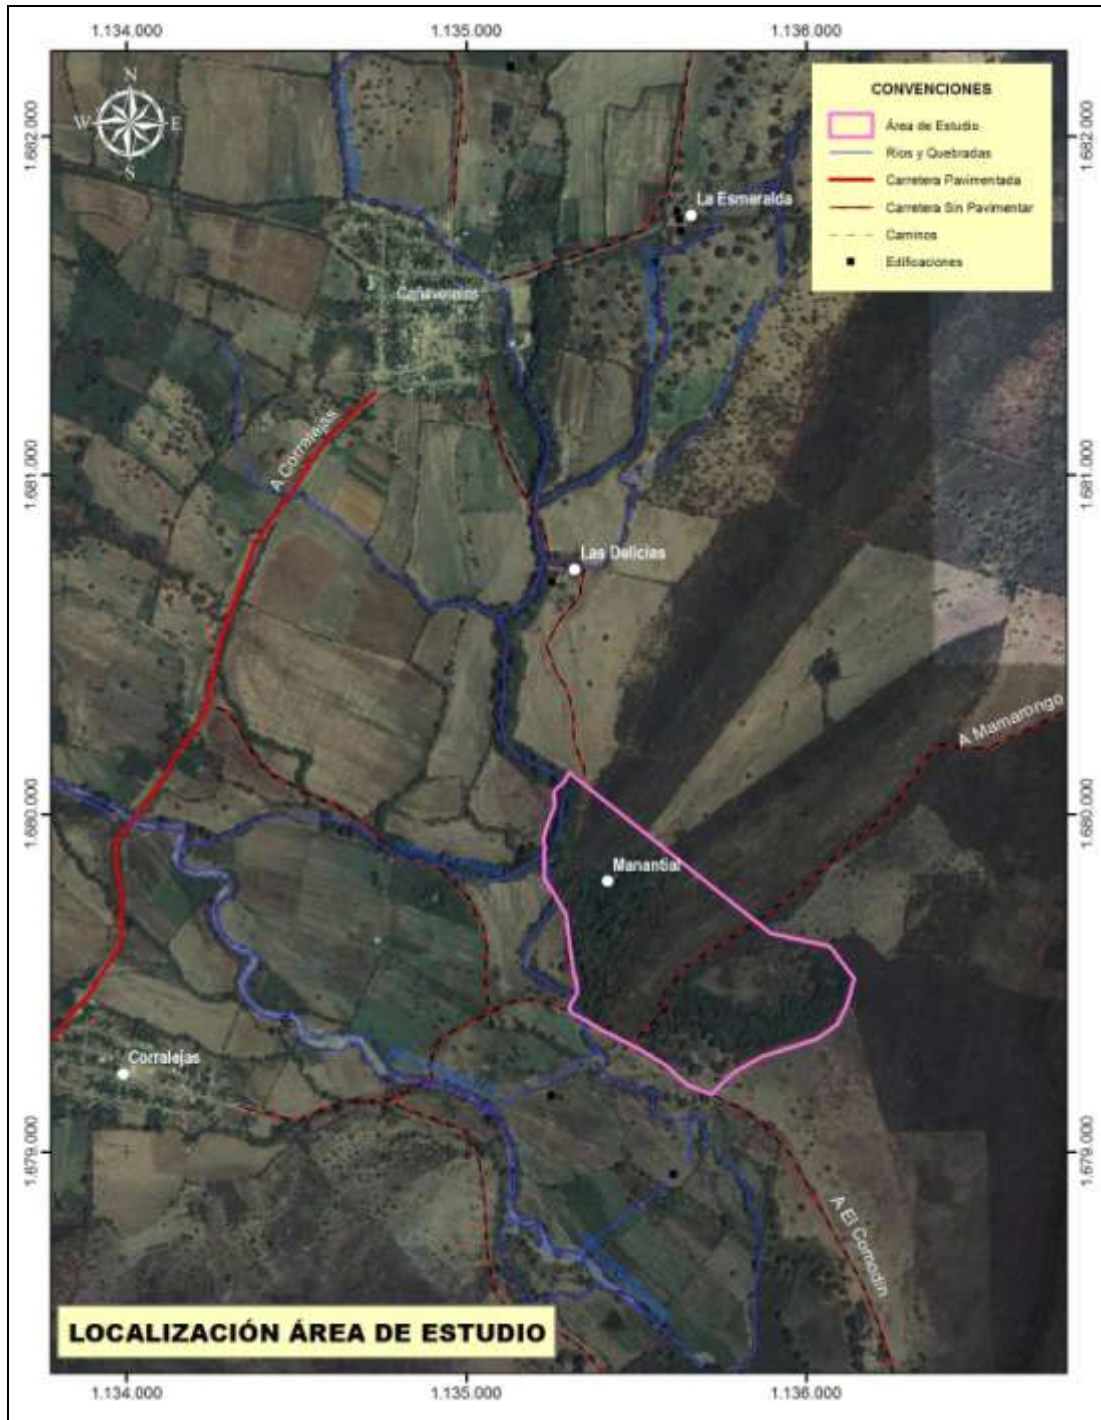 1.134.000
1.135.000
1.136.000
N
W
E
S
CONVENCIONES
Área de Estudio
Ríos y Quebradas
Carretera Pavimentada
Carretera Sin Pavimentar
Caminos
Edificaciones
1.682.000
1.682.000
La Esmeralda
Cañaverales
A Corralejas
1.681.000
1.681.000
Las Delicias
A Mamarongo
1.680.000
1.680.000
Manantial
Corralejas
1.679.000
1.679.000
A El Comodín
LOCALIZACIÓN ÁREA DE ESTUDIO
1.134.000
1.135.000
1.136.000